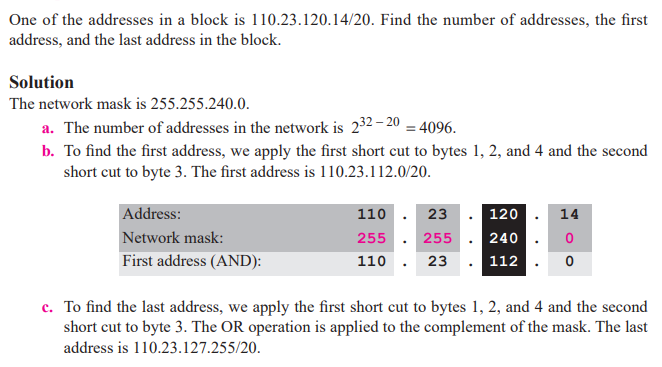 One of the addresses in a block is 110.23.120.14/20. Find the number of addresses, the first
address, and the last address in the block.
Solution
The network mask is 255.255.240.0.
a. The number of addresses in the network is 2^{32 – 20} = 4096.
b. To find the first address, we apply the first short cut to bytes 1, 2, and 4 and the second
short cut to byte 3. The first address is 110.23.112.0/20.
Address: 110 . 23 . 120 . 14
Network mask: 255 . 255 . 240 . 0
First address (AND): 110 . 23 . 112 . 0
c. To find the last address, we apply the first short cut to bytes 1, 2, and 4 and the second
short cut to byte 3. The OR operation is applied to the complement of the mask. The last
address is 110.23.127.255/20.